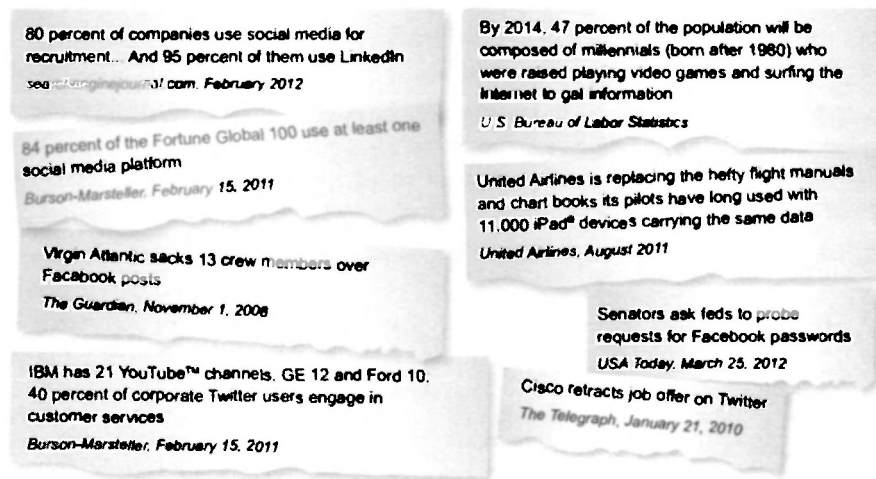 80 percent of companies use social media for
recruitment... And 95 percent of them use LinkedIn
searchenginejournal.com, February 2012
84 percent of the Fortune Global 100 use at least one
social media platform
Burson-Marsteller, February 15, 2011
Virgin Atlantic sacks 13 crew members over
Facabook posts
The Guardian, November 1, 2008
IBM has 21 YouTube™ channels, GE 12 and Ford 10.
40 percent of corporate Twitter users engage in
customer services
Burson-Marsteller, February 15, 2011
By 2014, 47 percent of the population will be
composed of millennials (born after 1980) who
were raised playing video games and surfing the
Internet to gal information
U.S. Bureau of Labor Statistics
United Airlines is replacing the hefty flight manuals
and chart books its pilots have long used with
11,000 iPad® devices carrying the same data
United Airlines, August 2011
Senators ask feds to probe
requests for Facebook passwords
USA Today, March 25, 2012
Cisco retracts job offer on Twitter
The Telegraph, January 21, 2010